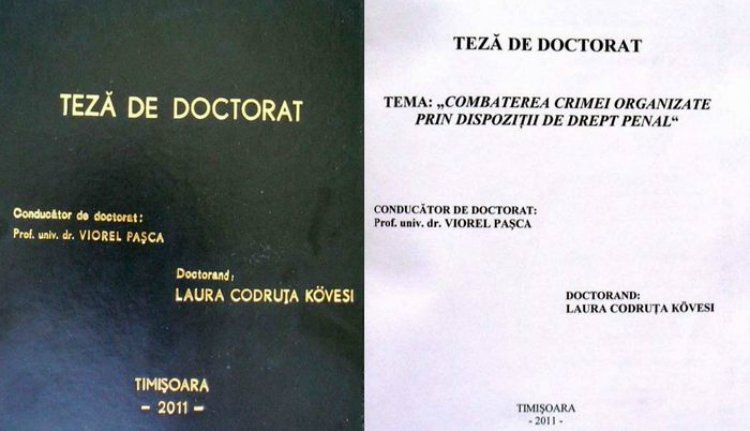 TEZĂ DE DOCTORAT
Conducător de doctorat:
Prof. univ. dr. VIOREL PAŞCA
Doctorand:
LAURA CODRUŢA KÖVESI
TIMIŞOARA
- 2011 -
TEZĂ DE DOCTORAT
TEMA: „COMBATEREA CRIMEI ORGANIZATE
PRIN DISPOZIŢII DE DREPT PENAL“
CONDUCĂTOR DE DOCTORAT:
Prof. univ. dr. VIOREL PAŞCA
DOCTORAND:
LAURA CODRUŢA KÖVESI
TIMIŞOARA
- 2011 -